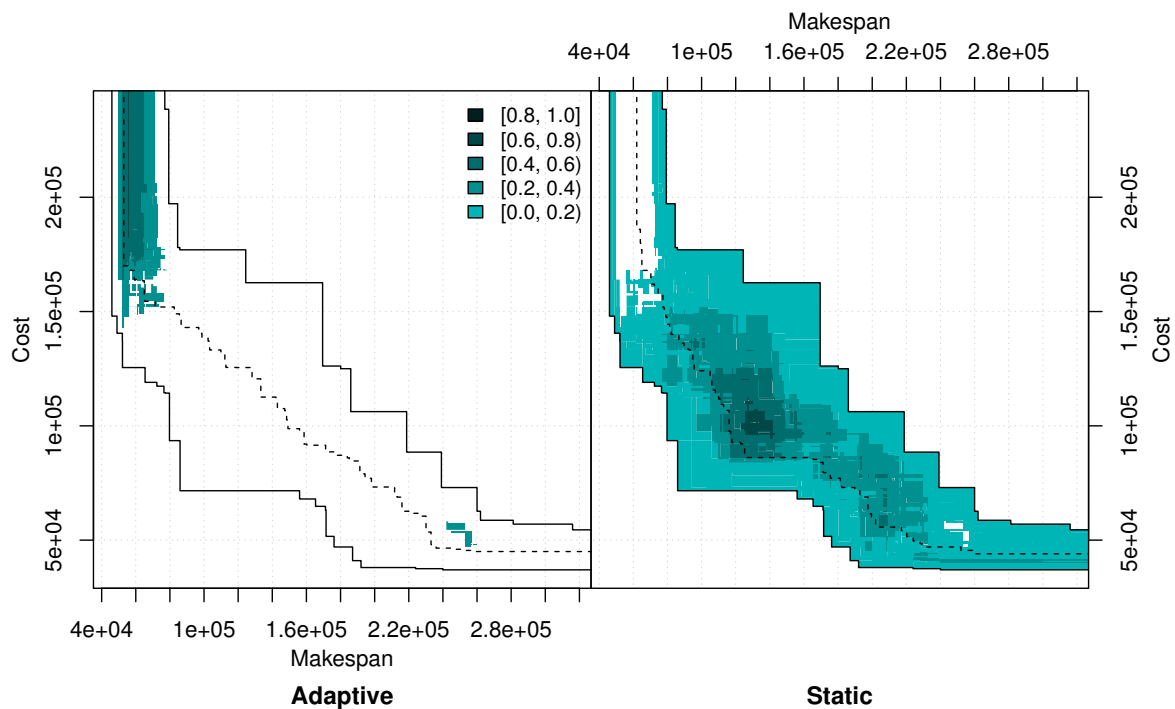 Makespan
4e+04 1e+05 1.6e+05 2.2e+05 2.8e+05
[0.8, 1.0]
[0.6, 0.8)
[0.4, 0.6)
[0.2, 0.4)
[0.0, 0.2)
Cost
5e+04 1e+05 1.5e+05 2e+05
5e+04 1e+05 1.5e+05 2e+05
Cost
4e+04 1e+05 1.6e+05 2.2e+05 2.8e+05
Makespan
Adaptive
Static